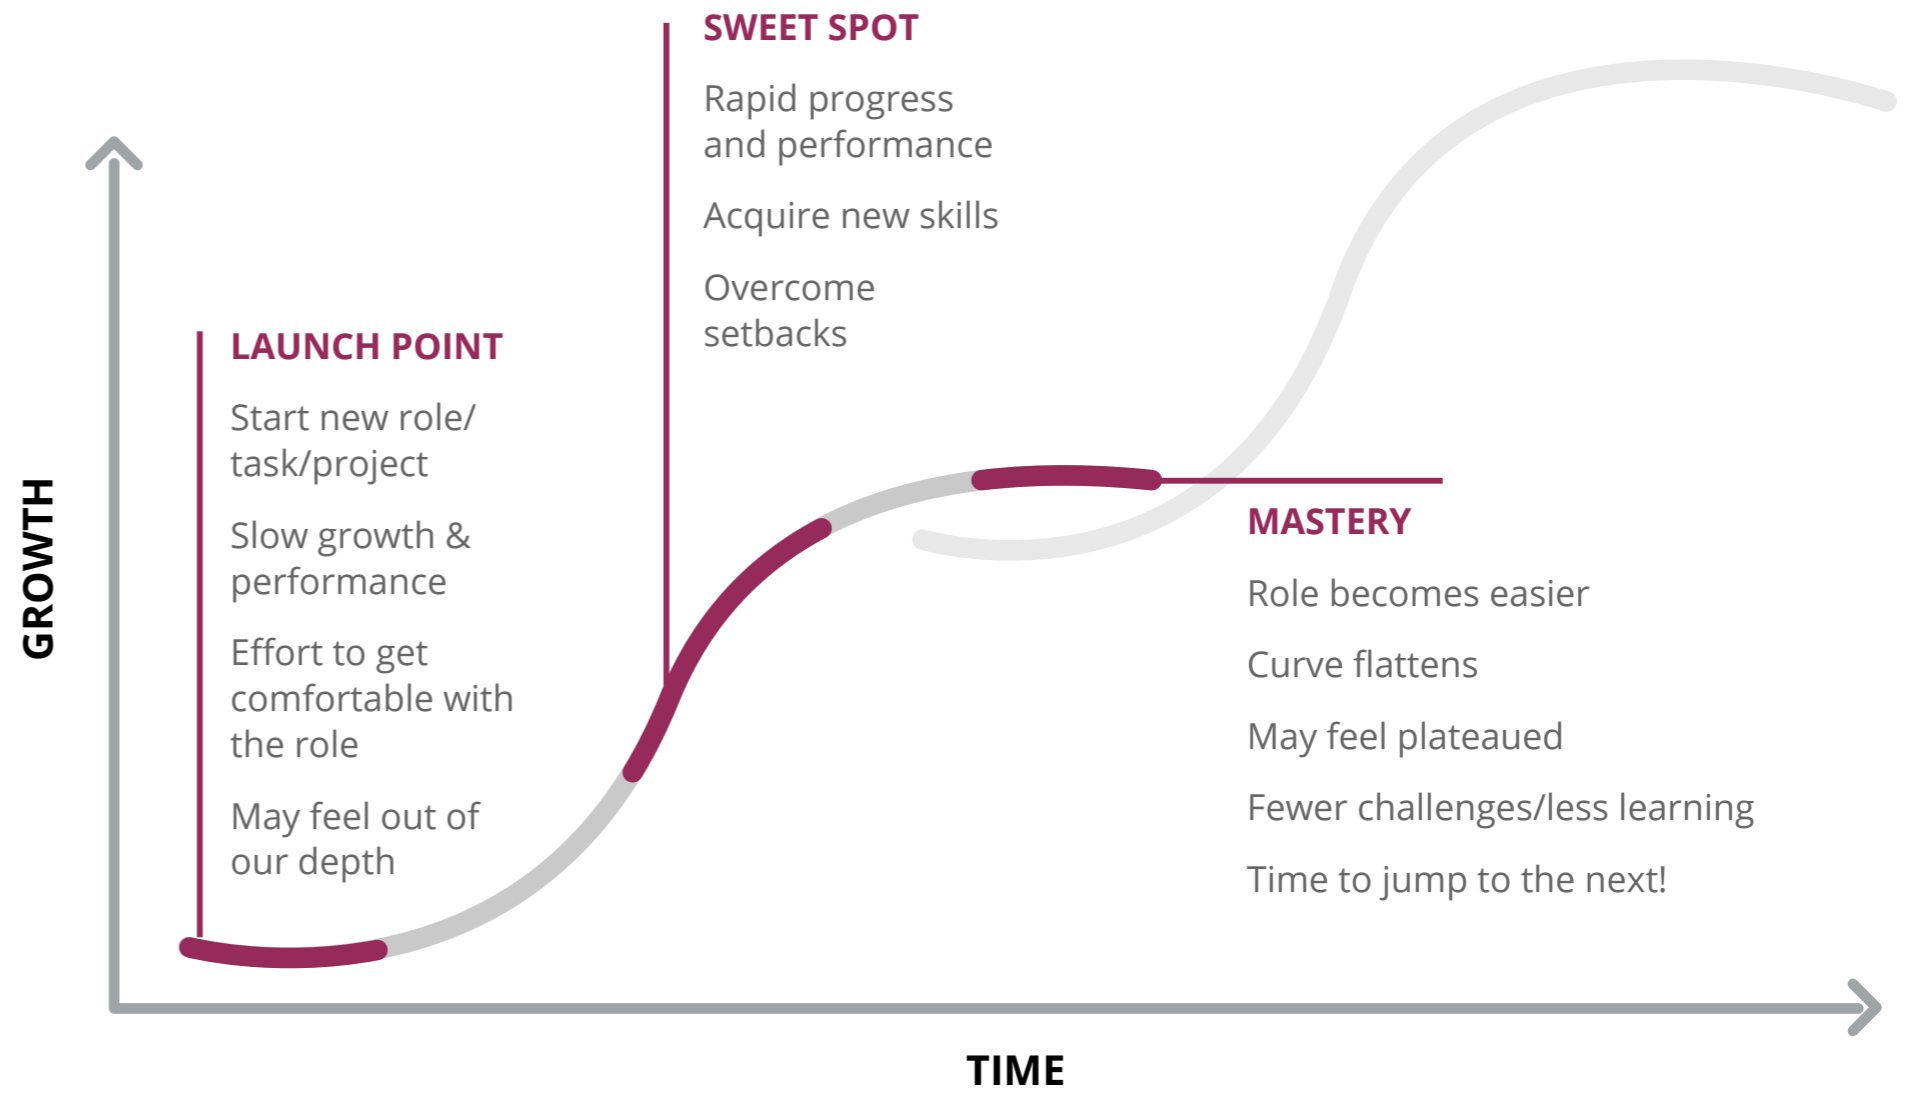 SWEET SPOT
Rapid progress
and performance
Acquire new skills
Overcome
setbacks
LAUNCH POINT
Start new role/
task/project
Slow growth &
performance
Effort to get
comfortable with
the role
May feel out of
our depth
MASTERY
Role becomes easier
Curve flattens
May feel plateaued
Fewer challenges/less learning
Time to jump to the next!
GROWTH
TIME